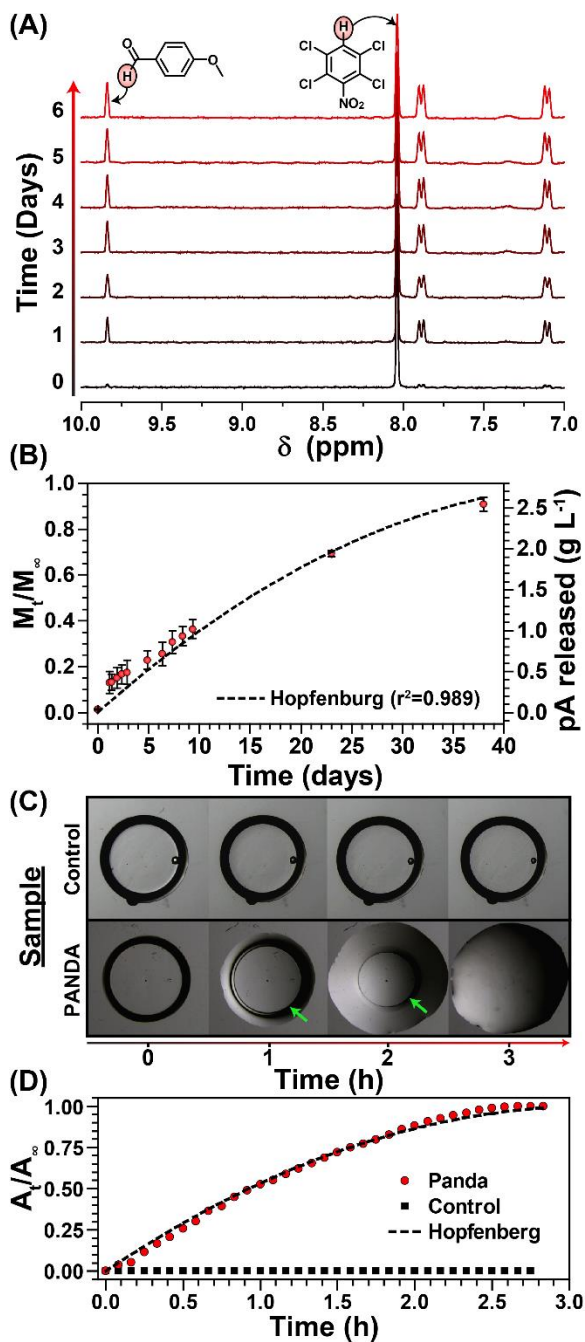 (A)
H
O
O
H
Cl
Cl
Cl
Cl
NO₂
Time (Days)
6
5
4
3
2
1
0
10.0 9.5 9.0 8.5 8.0 7.5 7.0
δ (ppm)
(B)
Mₜ/M∞
1.0
0.8
0.6
0.4
0.2
0.0
pA released (g L⁻¹)
2.5
2.0
1.5
1.0
0.5
0.0
Hopfenburg (r²=0.989)
0 5 10 15 20 25 30 35 40
Time (days)
(C)
Sample
Control
PANDA
0 1 2 3
Time (h)
(D)
Aₜ/A∞
1.00
0.75
0.50
0.25
0.00
Panda
Control
Hopfenberg
0.0 0.5 1.0 1.5 2.0 2.5 3.0
Time (h)